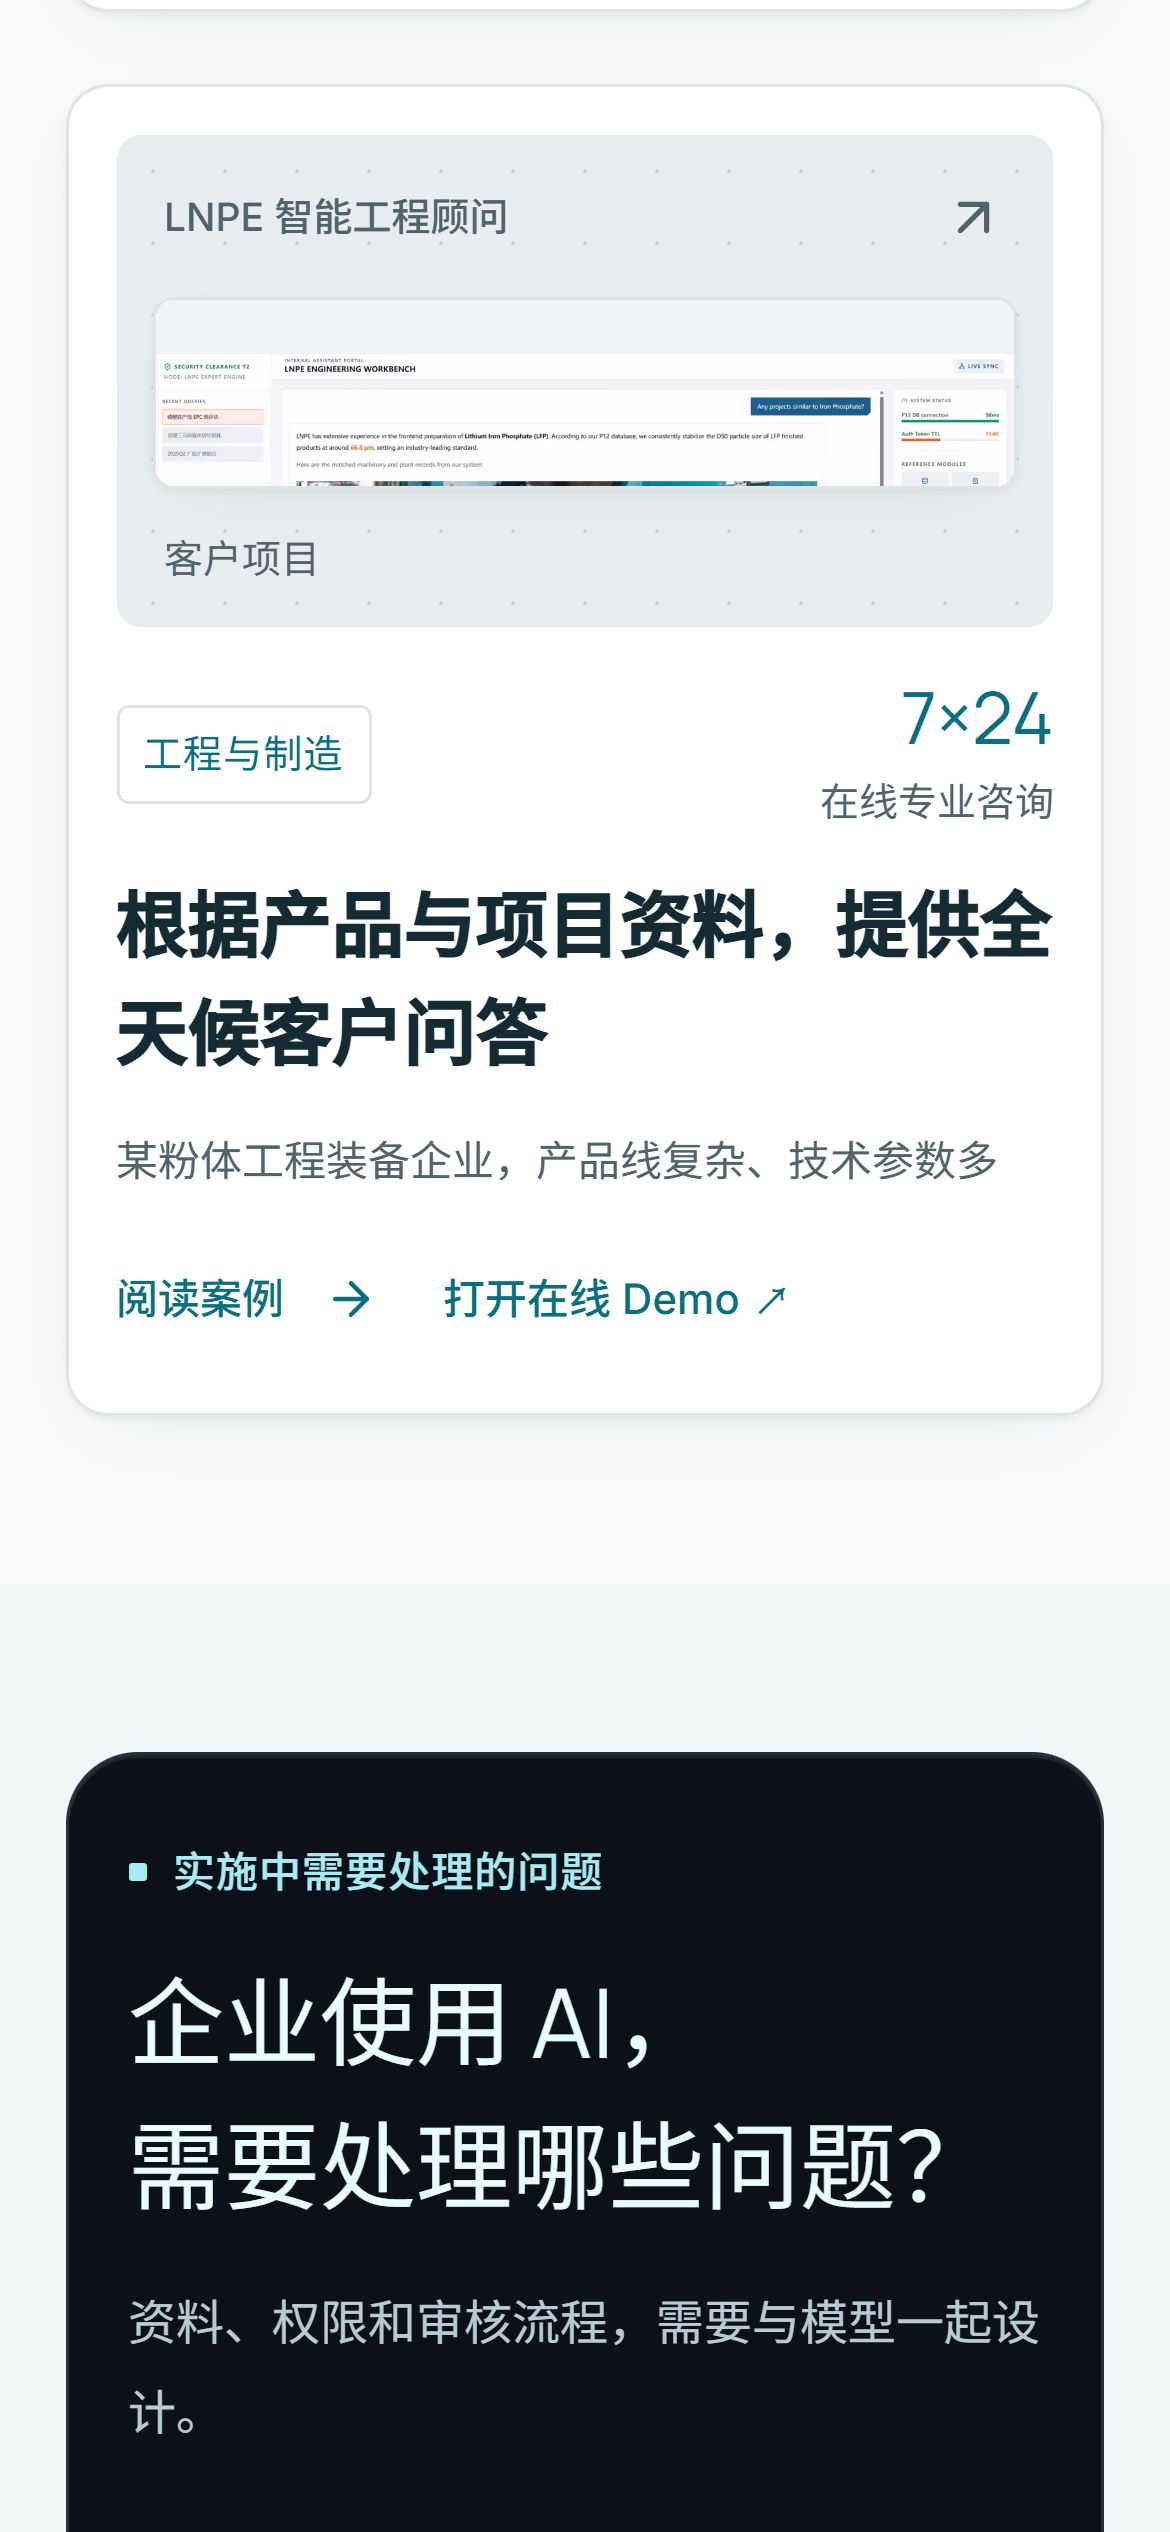 LNPE 智能工程顾问
SECURITY CLEARANCE T2
NODE: LNPE EXPERT ENGINE
RECENT QUERIES
INTERNAL ASSISTANT PORTAL
LNPE ENGINEERING WORKBENCH
LIVE SYNC
Any projects similar to Iron Phosphate?
LNPE has extensive experience in the frontend preparation of Lithium Iron Phosphate (LFP). According to our P12 database, we consistently stabilize the D50 particle size of LFP finished
products at around 66.8 μm, setting an industry-leading standard.
Here are the matched machinery and plant records from our system:
SYSTEM STATUS
P12 DB connection 98ms
Auth Token TTL 11:45
REFERENCE MODULES
客户项目
工程与制造
7×24
在线专业咨询
根据产品与项目资料，提供全
天候客户问答
某粉体工程装备企业，产品线复杂、技术参数多
阅读案例 → 打开在线 Demo ↗
实施中需要处理的问题
企业使用 AI，
需要处理哪些问题？
资料、权限和审核流程，需要与模型一起设
计。